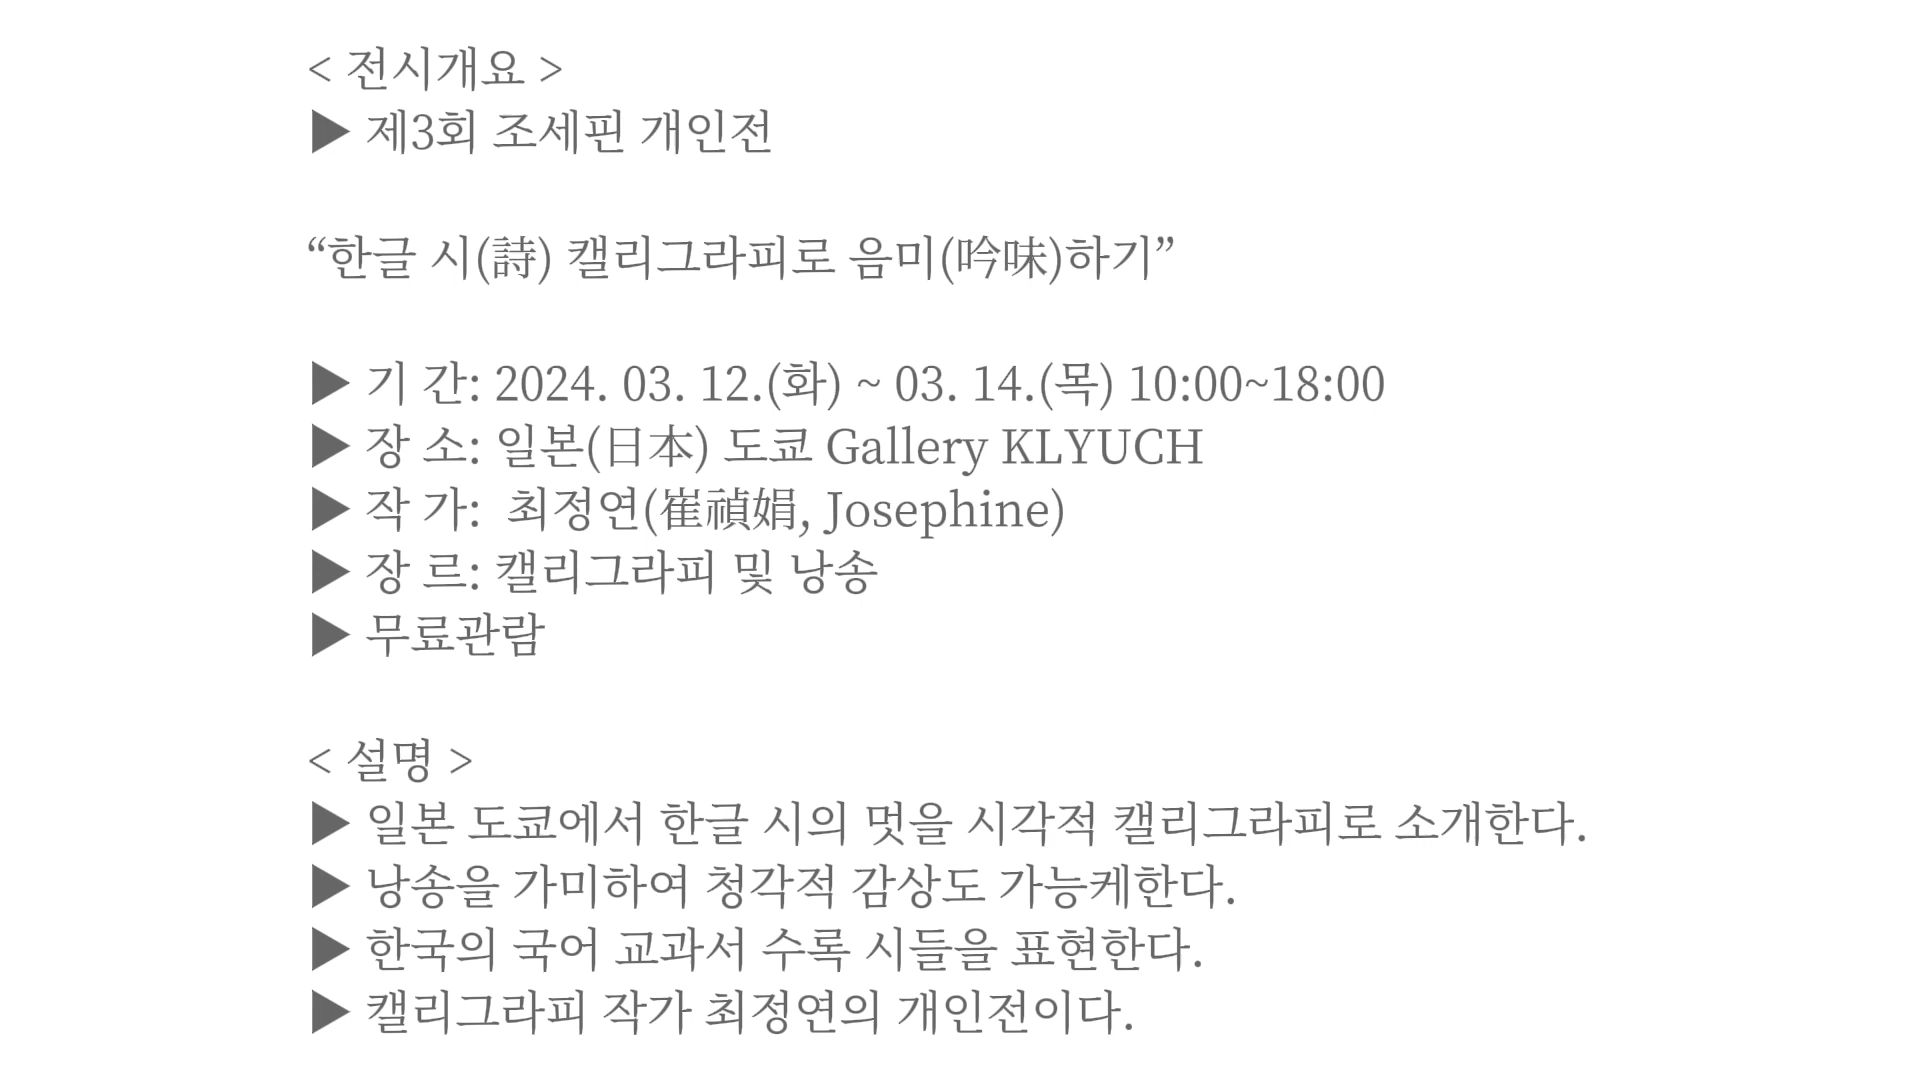 < 전시개요 >
▶ 제3회 조세핀 개인전
“한글 시(詩) 캘리그라피로 음미(吟味)하기”
▶ 기 간: 2024. 03. 12.(화) ~ 03. 14.(목) 10:00~18:00
▶ 장 소: 일본(日本) 도쿄 Gallery KLYUCH
▶ 작 가:  최정연(崔禎娟, Josephine)
▶ 장 르: 캘리그라피 및 낭송
▶ 무료관람
< 설명 >
▶ 일본 도쿄에서 한글 시의 멋을 시각적 캘리그라피로 소개한다.
▶ 낭송을 가미하여 청각적 감상도 가능케한다.
▶ 한국의 국어 교과서 수록 시들을 표현한다.
▶ 캘리그라피 작가 최정연의 개인전이다.